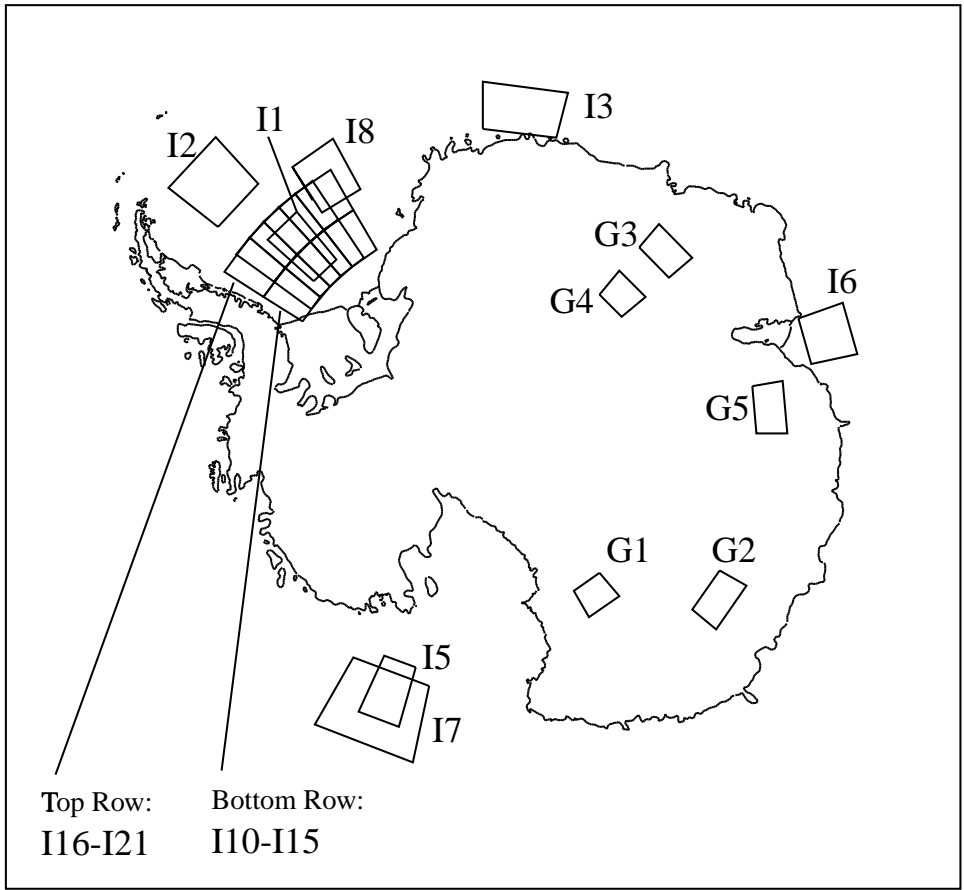 I3
I1
I8
I2
G3
I6
G4
G5
G1
G2
I5
I7
Top Row:
I16-I21
Bottom Row:
I10-I15